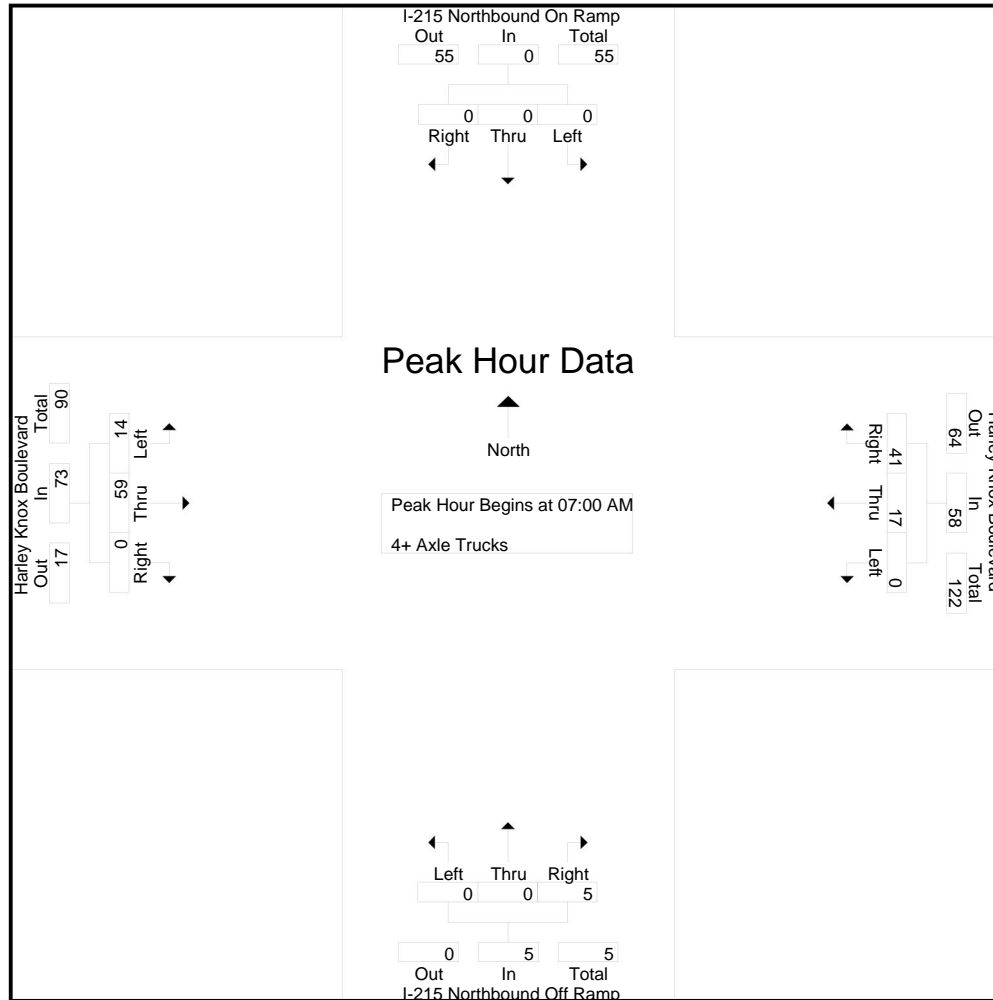 I-215 Northbound On Ramp
Out In Total
55 0 55
0 0 0
Right Thru Left
Peak Hour Data
North
Peak Hour Begins at 07:00 AM
4+ Axle Trucks
Harley Knox Boulevard
Out In Total
17 73 90
14 59 0
Left Thru Right
Right Thru Left
41 17 0
64 58 122
Out In Total
Harley Knox Boulevard
Left Thru Right
0 0 5
0 5 5
Out In Total
I-215 Northbound Off Ramp